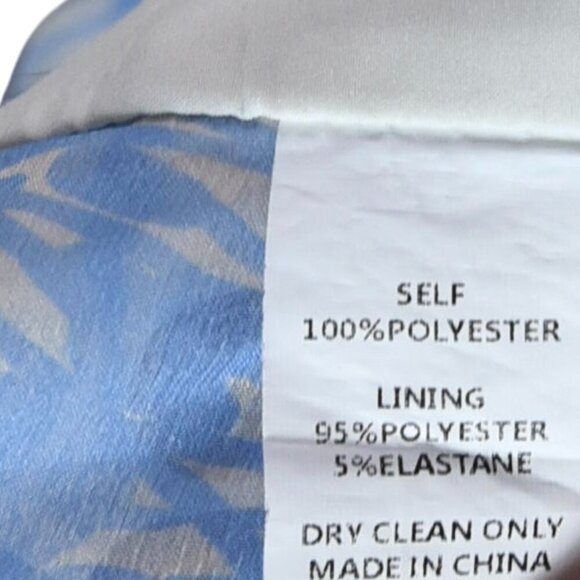 SELF
100%POLYESTER
LINING
95%POLYESTER
5%ELASTANE
DRY CLEAN ONLY
MADE IN CHINA